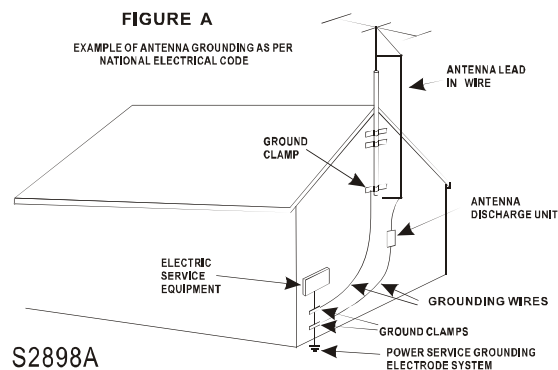 FIGURE A
EXAMPLE OF ANTENNA GROUNDING AS PER
NATIONAL ELECTRICAL CODE
ANTENNA LEAD
IN WIRE
GROUND
CLAMP
ANTENNA
DISCHARGE UNIT
ELECTRIC
SERVICE
EQUIPMENT
GROUNDING WIRES
GROUND CLAMPS
POWER SERVICE GROUNDING
ELECTRODE SYSTEM
S2898A